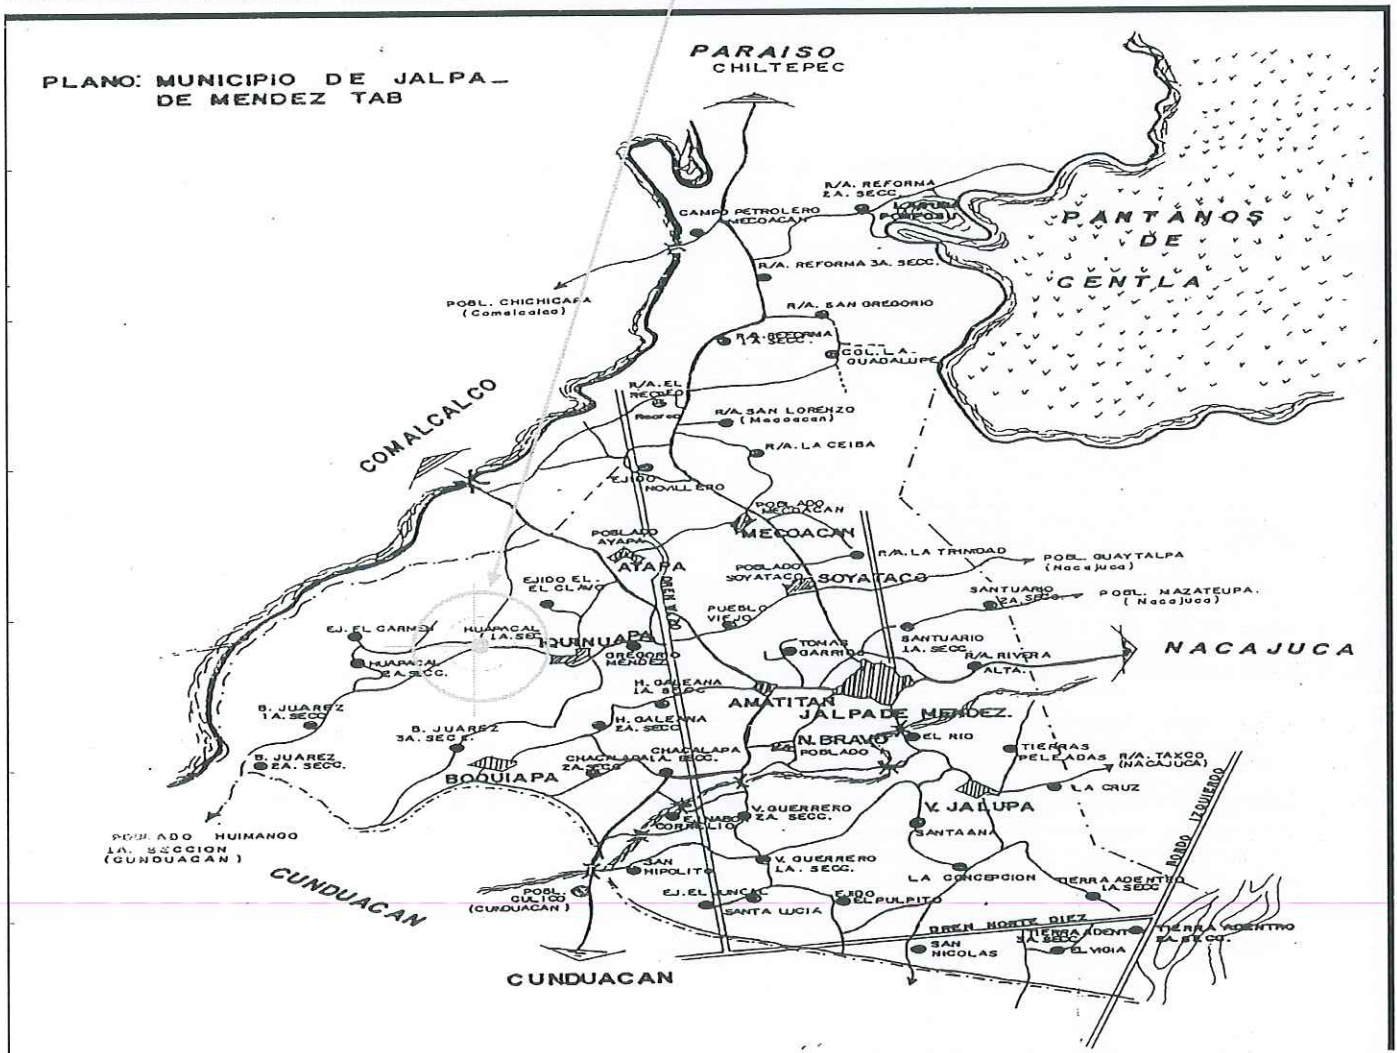 PLANO: MUNICIPIO DE JALPA-
DE MENDEZ TAB
PARAISO
CHILTEPEC
R/A. REFORMA
2A. SECC.
CAMPO PETROLERO
MECOACAN
PANTANOS
DE
CENTLA
R/A. REFORMA 3A. SECC.
POBL. CHICHICAPA
(Comalcalco)
R/A. SAN GREGORIO
R/A. REFORMA
1A. SECC.
COL. LA
GUADALUPE
COMALCALCO
R/A. EL
RECREO
Recreo
R/A. SAN LORENZO
(Mecoacan)
R/A. LA CEIBA
EJIDO
NOVILLERO
POBLADO
MECOACAN
MECOACAN
POBLADO
AYAPA
AYAPA
R/A. LA TRINIDAD
POBL. GUAYTALPA
(Nacajuca)
POBLADO
SOYATACO
SOYATACO
EJIDO EL.
EL CLAVO
SANTUARIO
2A. SECC.
POBL. MAZATEUPA.
(Nacajuca)
DREN AZTA
PUEBLO
VIEJO
EJ. EL CARMEN
HUAPACAL
1A. SEC
IQUINUAPA
GREGORIO
MENDEZ
TOMAS
GARRIDO
SANTUARIO
1A. SECC.
R/A. RIVERA
ALTA.
NACAJUCA
HUAPACAL
2A. SECC.
H. GALEANA
1A. SECC
AMATITAN
JALPA DE MENDEZ.
B. JUAREZ
1A. SECC
B. JUAREZ
3A. SECC.
H. GALEANA
2A. SECC
N. BRAVO
POBLADO
EL RIO
TIERRAS
PELEADAS
R/A. TAXCO
(NACAJUCA)
B. JUAREZ
2A. SECC.
BOQUIAPA
CHACALAPA
2A. SECC
CHACALAPA
1A. SECC.
LA CRUZ
V. JALUPA
BORDO IZQUIERDO
V. GUERRERO
2A. SECC.
SANTA ANA
POBLADO HUIMANGO
1A. SECCION
(CUNDUACAN)
CUNDUACAN
SAN
HIPOLITO
V. GUERRERO
1A. SECC.
LA CONCEPCION
TIERRA ADENTRO
1A. SECC
POBL.
CULICO
(CUNDUACAN)
EJ. EL JUNCAL
SANTA LUCIA
EJIDO
EL PULPITO
DREN NORTE DIEZ
TIERRA ADENT
3A. SECC
TIERRA ADENTRO
2A. SECC.
SAN
NICOLAS
EL VIGIA
CUNDUACAN